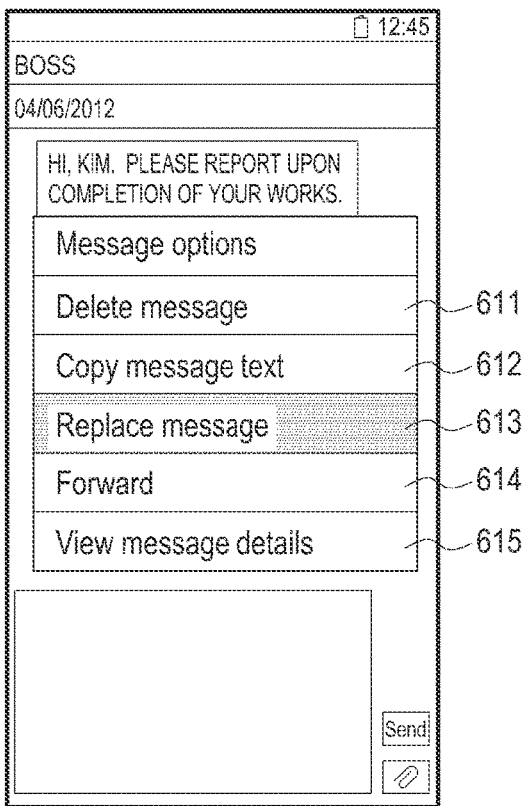 12:45
BOSS
04/06/2012
HI, KIM. PLEASE REPORT UPON
COMPLETION OF YOUR WORKS.
Message options
Delete message 611
Copy message text 612
Replace message 613
Forward 614
View message details 615
Send